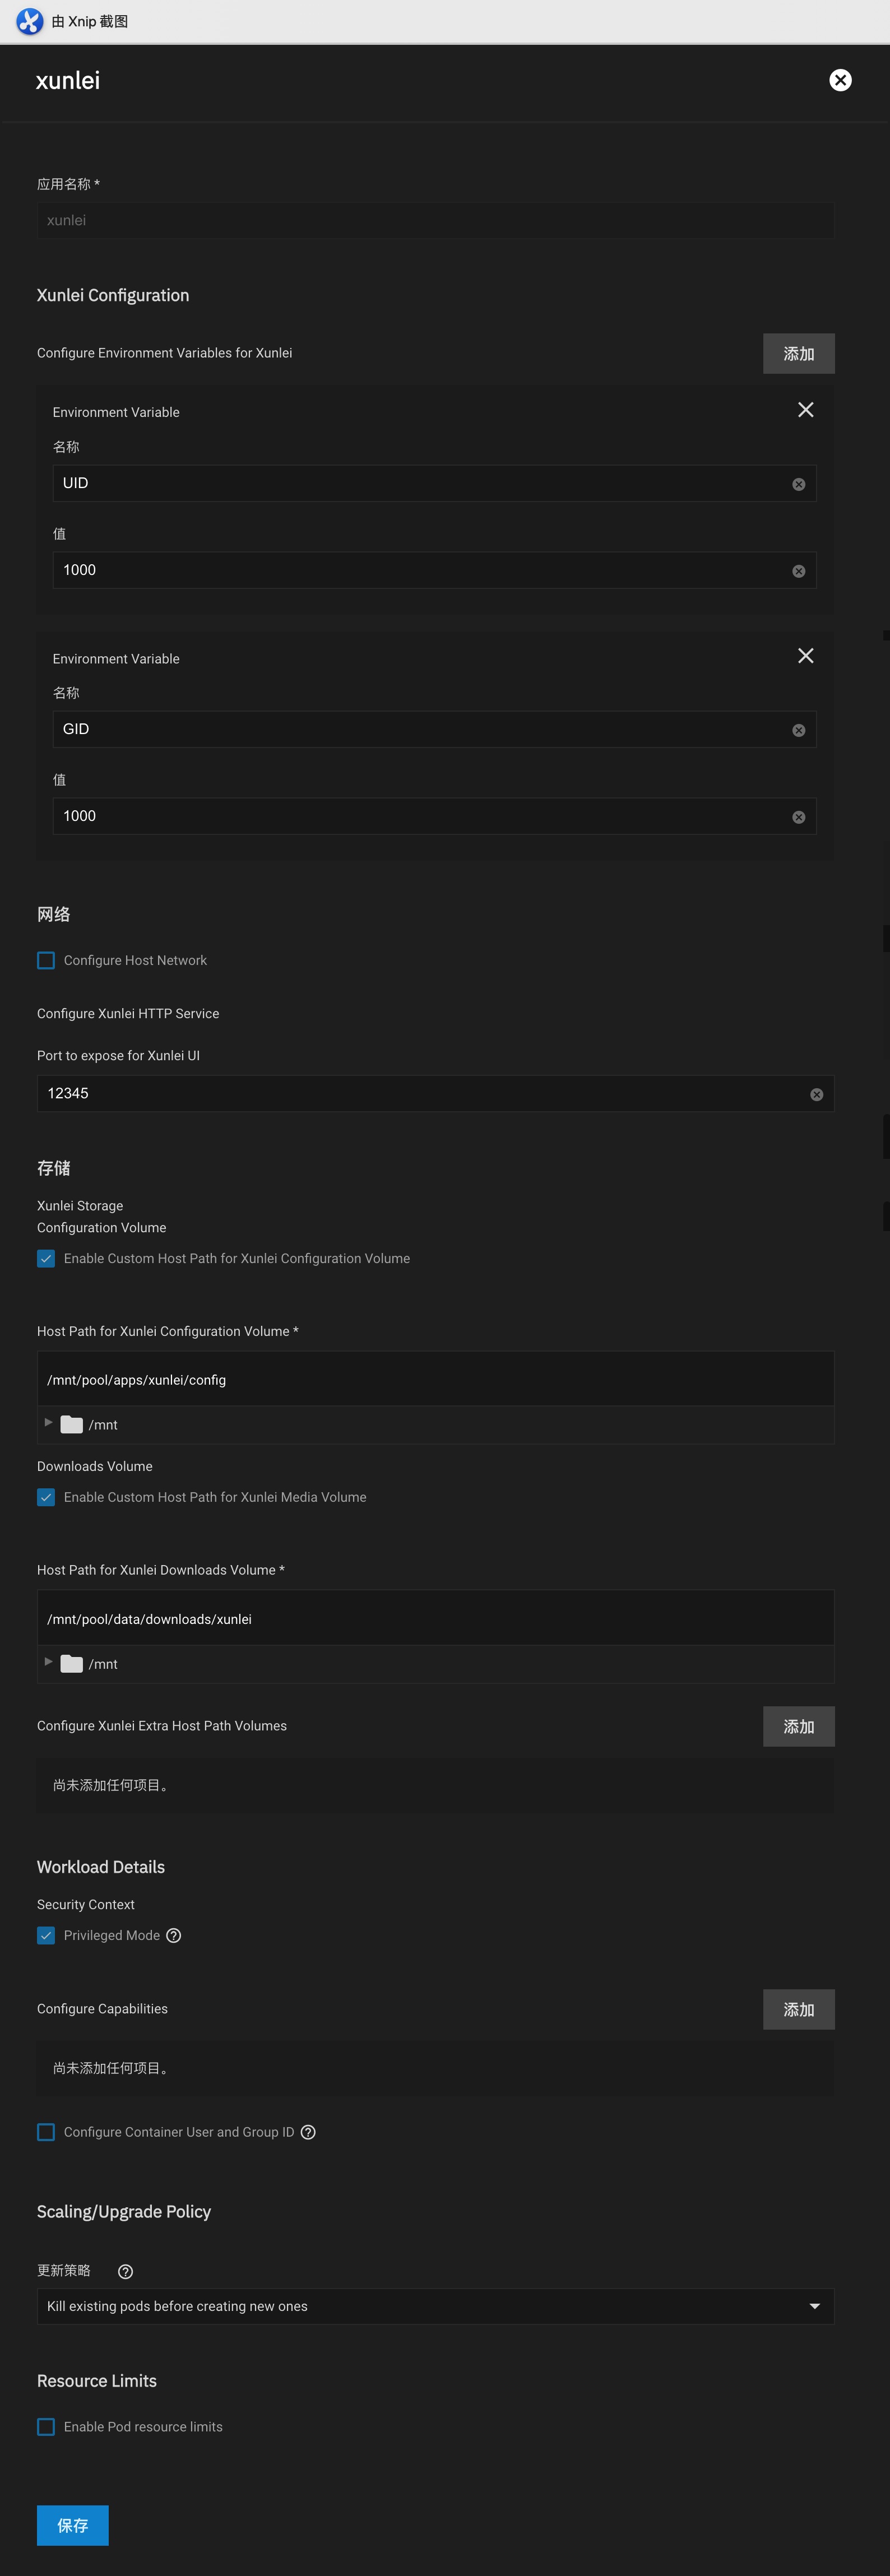 由 Xnip 截图
xunlei
应用名称 *
xunlei
Xunlei Configuration
Configure Environment Variables for Xunlei
添加
Environment Variable
名称
UID
值
1000
Environment Variable
名称
GID
值
1000
网络
Configure Host Network
Configure Xunlei HTTP Service
Port to expose for Xunlei UI
12345
存储
Xunlei Storage
Configuration Volume
Enable Custom Host Path for Xunlei Configuration Volume
Host Path for Xunlei Configuration Volume *
/mnt/pool/apps/xunlei/config
/mnt
Downloads Volume
Enable Custom Host Path for Xunlei Media Volume
Host Path for Xunlei Downloads Volume *
/mnt/pool/data/downloads/xunlei
/mnt
Configure Xunlei Extra Host Path Volumes
添加
尚未添加任何项目。
Workload Details
Security Context
Privileged Mode
Configure Capabilities
添加
尚未添加任何项目。
Configure Container User and Group ID
Scaling/Upgrade Policy
更新策略
Kill existing pods before creating new ones
Resource Limits
Enable Pod resource limits
保存